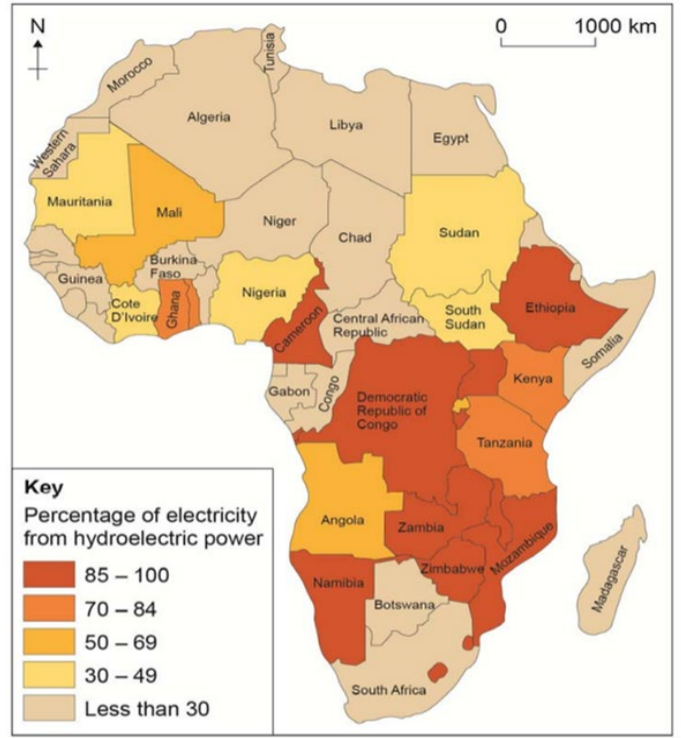 N
0 1000 km
Tunisia
Morocco
Algeria
Libya
Egypt
Western
Sahara
Mauritania
Mali
Niger
Chad
Sudan
Guinea
Burkina
Faso
Cote
D'Ivoire
Ghana
Nigeria
Cameroon
Central African
Republic
South
Sudan
Ethiopia
Somalia
Gabon
Congo
Democratic
Republic of
Congo
Kenya
Tanzania
Angola
Zambia
Mozambique
Zimbabwe
Namibia
Botswana
Madagascar
South Africa
Key
Percentage of electricity
from hydroelectric power
85 – 100
70 – 84
50 – 69
30 – 49
Less than 30